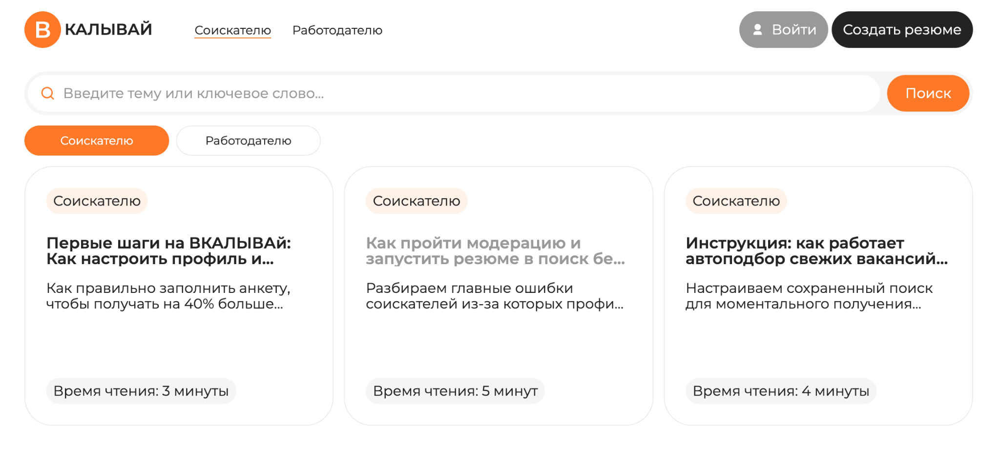 В КАЛЫВАЙ
Соискателю
Работодателю
Войти
Создать резюме
Введите тему или ключевое слово...
Поиск
Соискателю
Работодателю
Соискателю
Первые шаги на ВКАЛЫВАй:
Как настроить профиль и...
Как правильно заполнить анкету,
чтобы получать на 40% больше...
Время чтения: 3 минуты
Соискателю
Как пройти модерацию и
запустить резюме в поиск бе...
Разбираем главные ошибки
соискателей из-за которых профи...
Время чтения: 5 минут
Соискателю
Инструкция: как работает
автоподбор свежих вакансий...
Настраиваем сохраненный поиск
для моментального получения...
Время чтения: 4 минуты